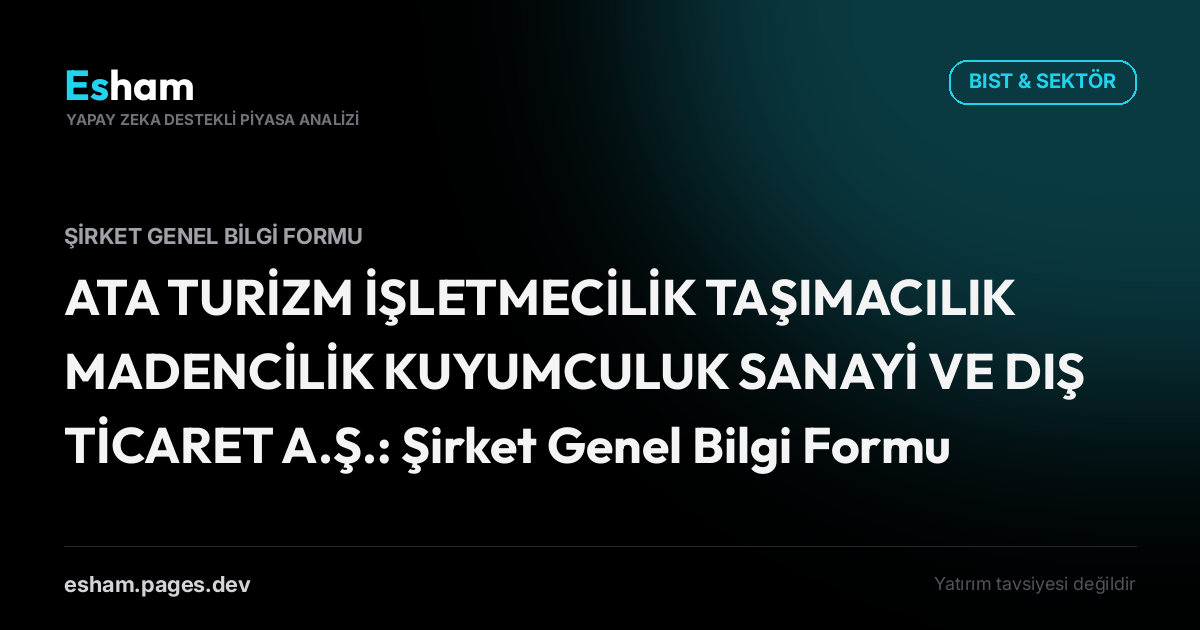 Esham
BIST & SEKTÖR
YAPAY ZEKA DESTEKLİ PİYASA ANALİZİ
ŞİRKET GENEL BİLGİ FORMU
ATA TURİZM İŞLETMECİLİK TAŞIMACILIK
MADENCİLİK KUYUMCULUK SANAYİ VE DIŞ
TİCARET A.Ş.: Şirket Genel Bilgi Formu
esham.pages.dev
Yatırım tavsiyesi değildir